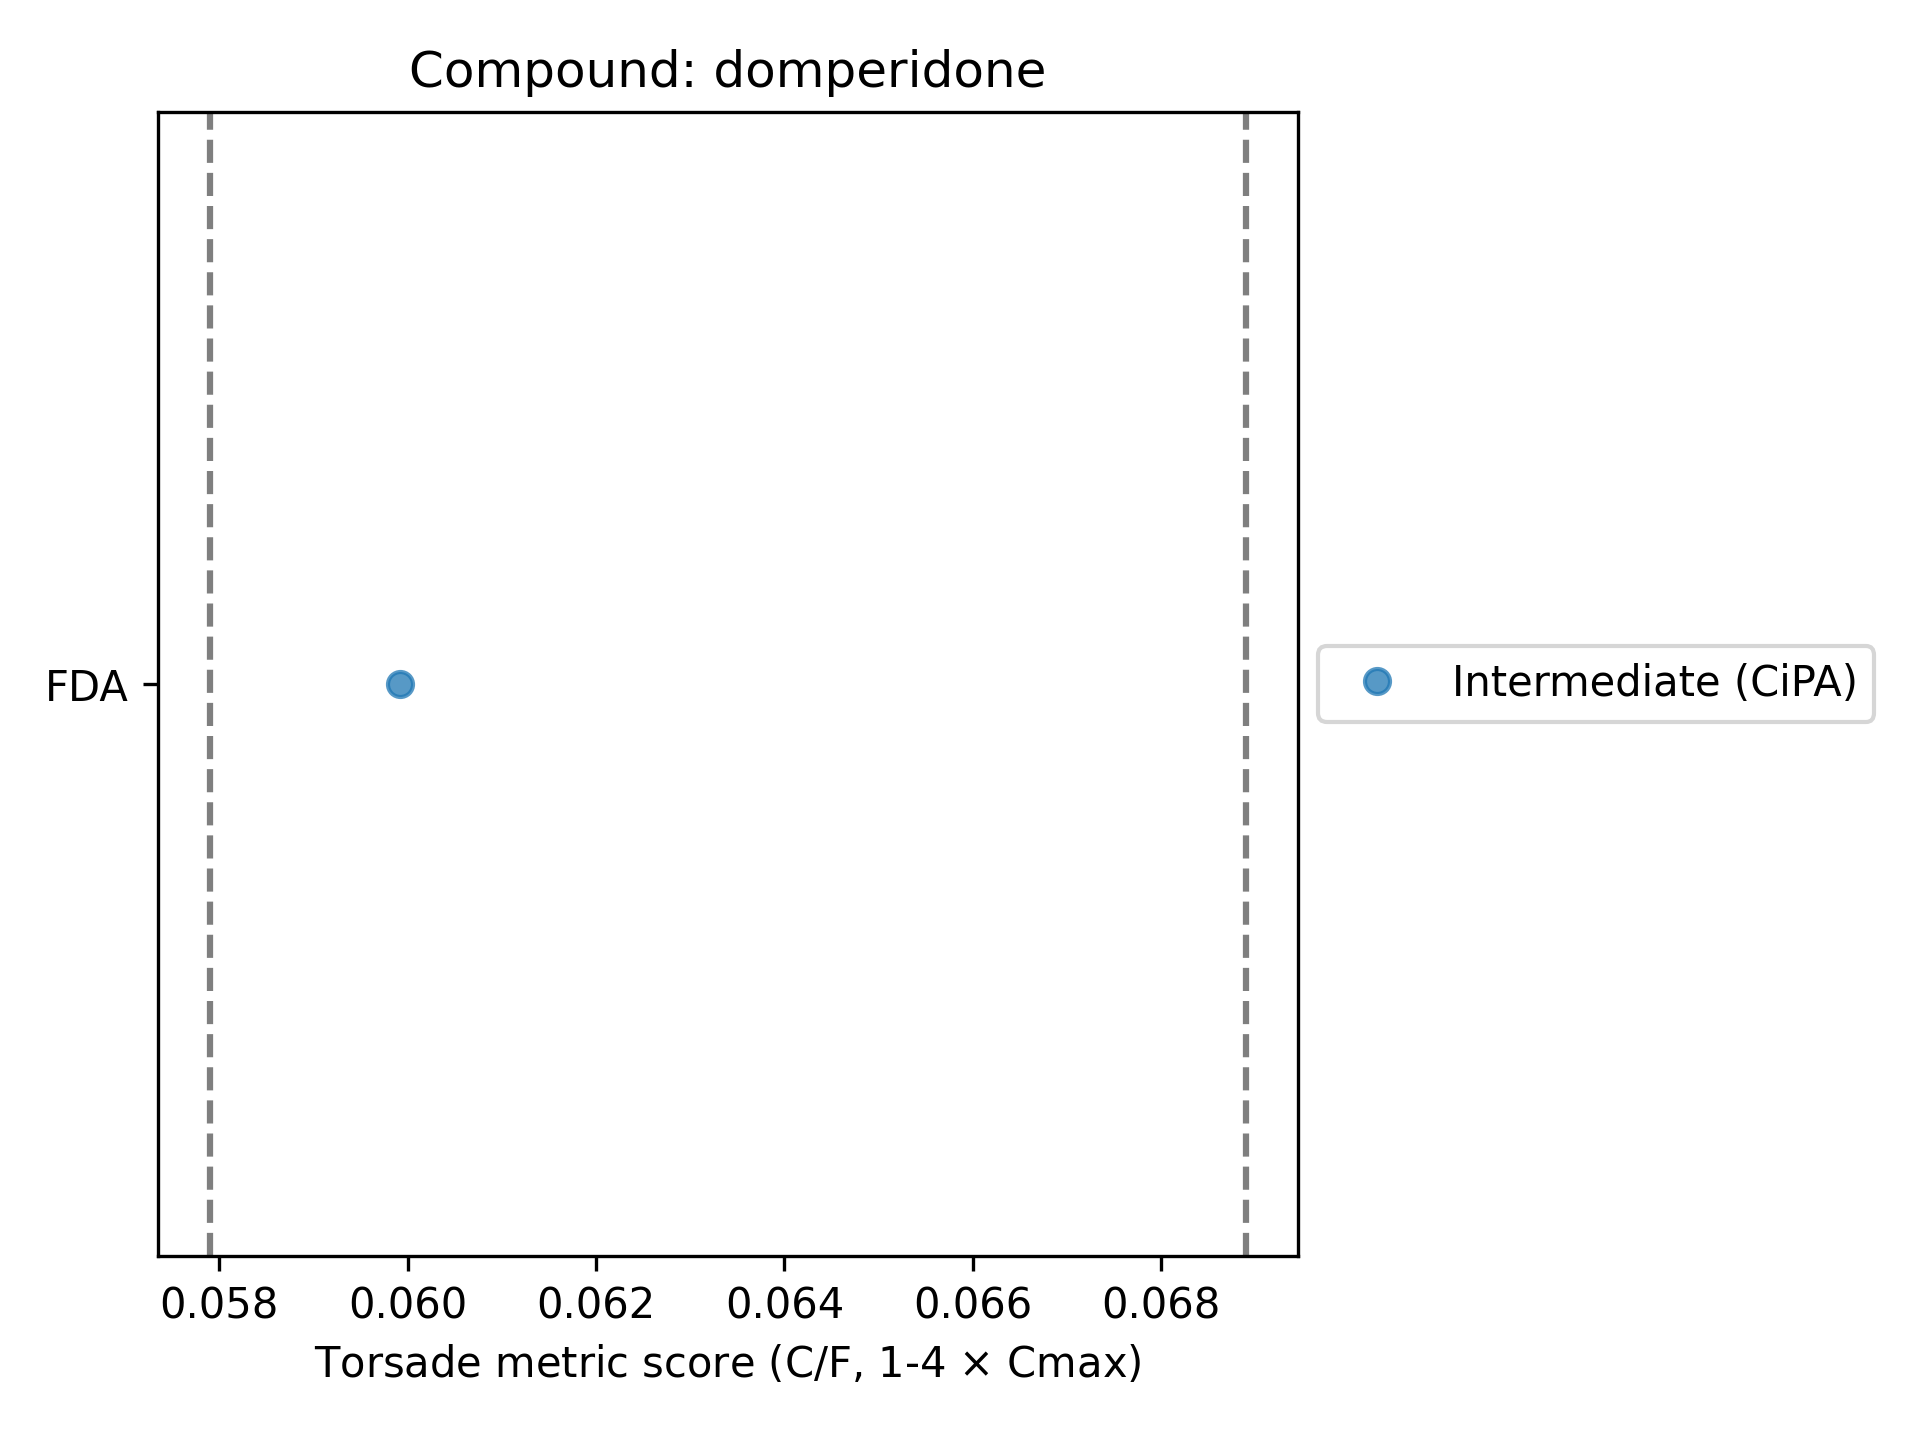 Compound: domperidone
FDA
Intermediate (CiPA)
0.058 0.060 0.062 0.064 0.066 0.068
Torsade metric score (C/F, 1-4 × Cmax)